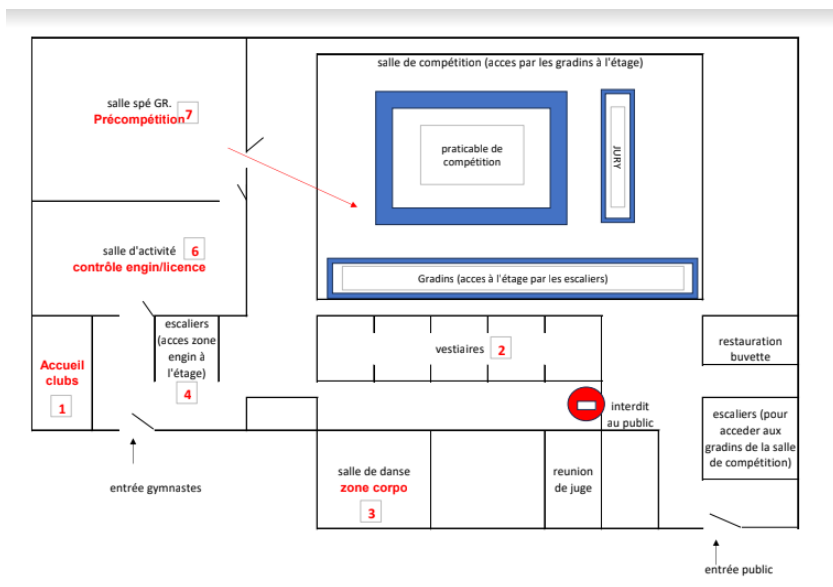 salle de compétition (acces par les gradins à l'étage)
salle spé GR.
Précompétition 7
praticable de
compétition
JURY
salle d'activité 6
contrôle engin/licence
Gradins (acces à l'étage par les escaliers)
escaliers
(acces zone
engin à
l'étage)
4
Accueil
clubs
1
vestiaires 2
restauration
buvette
interdit
au public
escaliers (pour
acceder aux
gradins de la salle
de compétition)
entrée gymnastes
salle de danse
zone corpo
3
reunion
de juge
entrée public